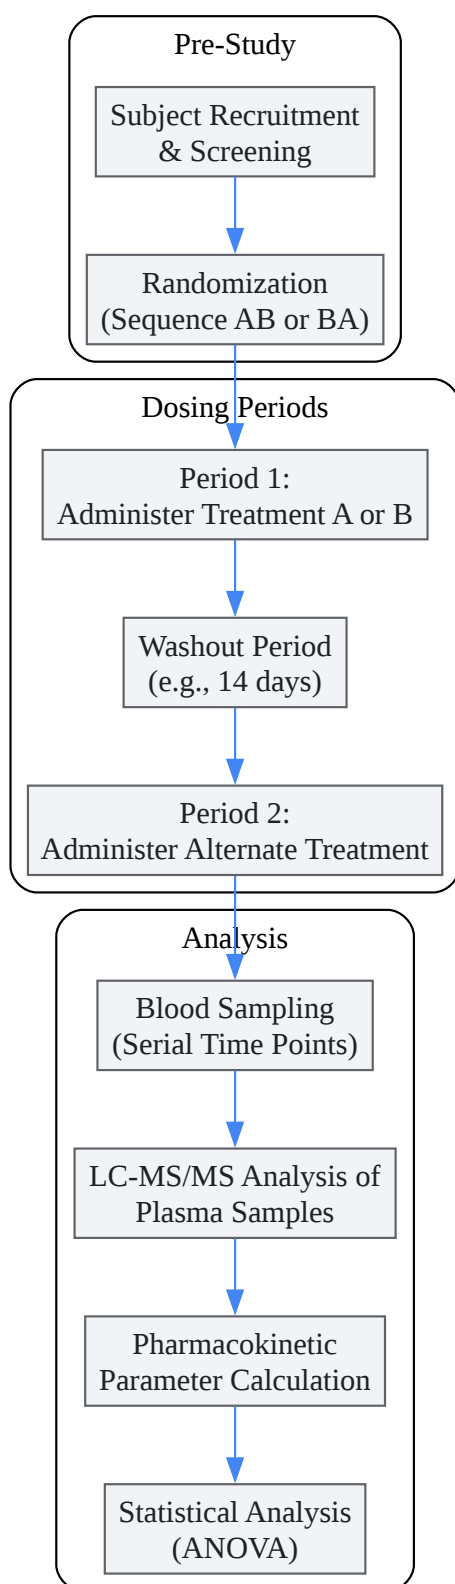 Pre-Study
Subject Recruitment
& Screening
Randomization
(Sequence AB or BA)
Dosing Periods
Period 1:
Administer Treatment A or B
Washout Period
(e.g., 14 days)
Period 2:
Administer Alternate Treatment
Analysis
Blood Sampling
(Serial Time Points)
LC-MS/MS Analysis of
Plasma Samples
Pharmacokinetic
Parameter Calculation
Statistical Analysis
(ANOVA)